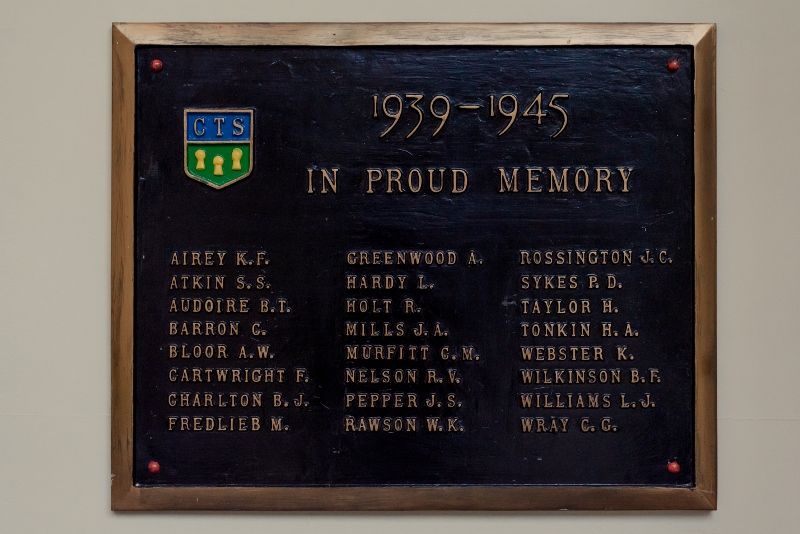 CTS
1939-1945
IN PROUD MEMORY
AIREY K.F.
ATKIN S.S.
AUDOIRE B.T.
BARRON G.
BLOOR A.W.
CARTWRIGHT F.
CHARLTON B.J.
FREDLIEB M.
GREENWOOD A.
HARDY L.
HOLT R.
MILLS J.A.
MURFITT G.M.
NELSON R.V.
PEPPER J.S.
RAWSON W.K.
ROSSINGTON J.C.
SYKES P.D.
TAYLOR H.
TONKIN H.A.
WEBSTER K.
WILKINSON B.F.
WILLIAMS L.J.
WRAY C.G.